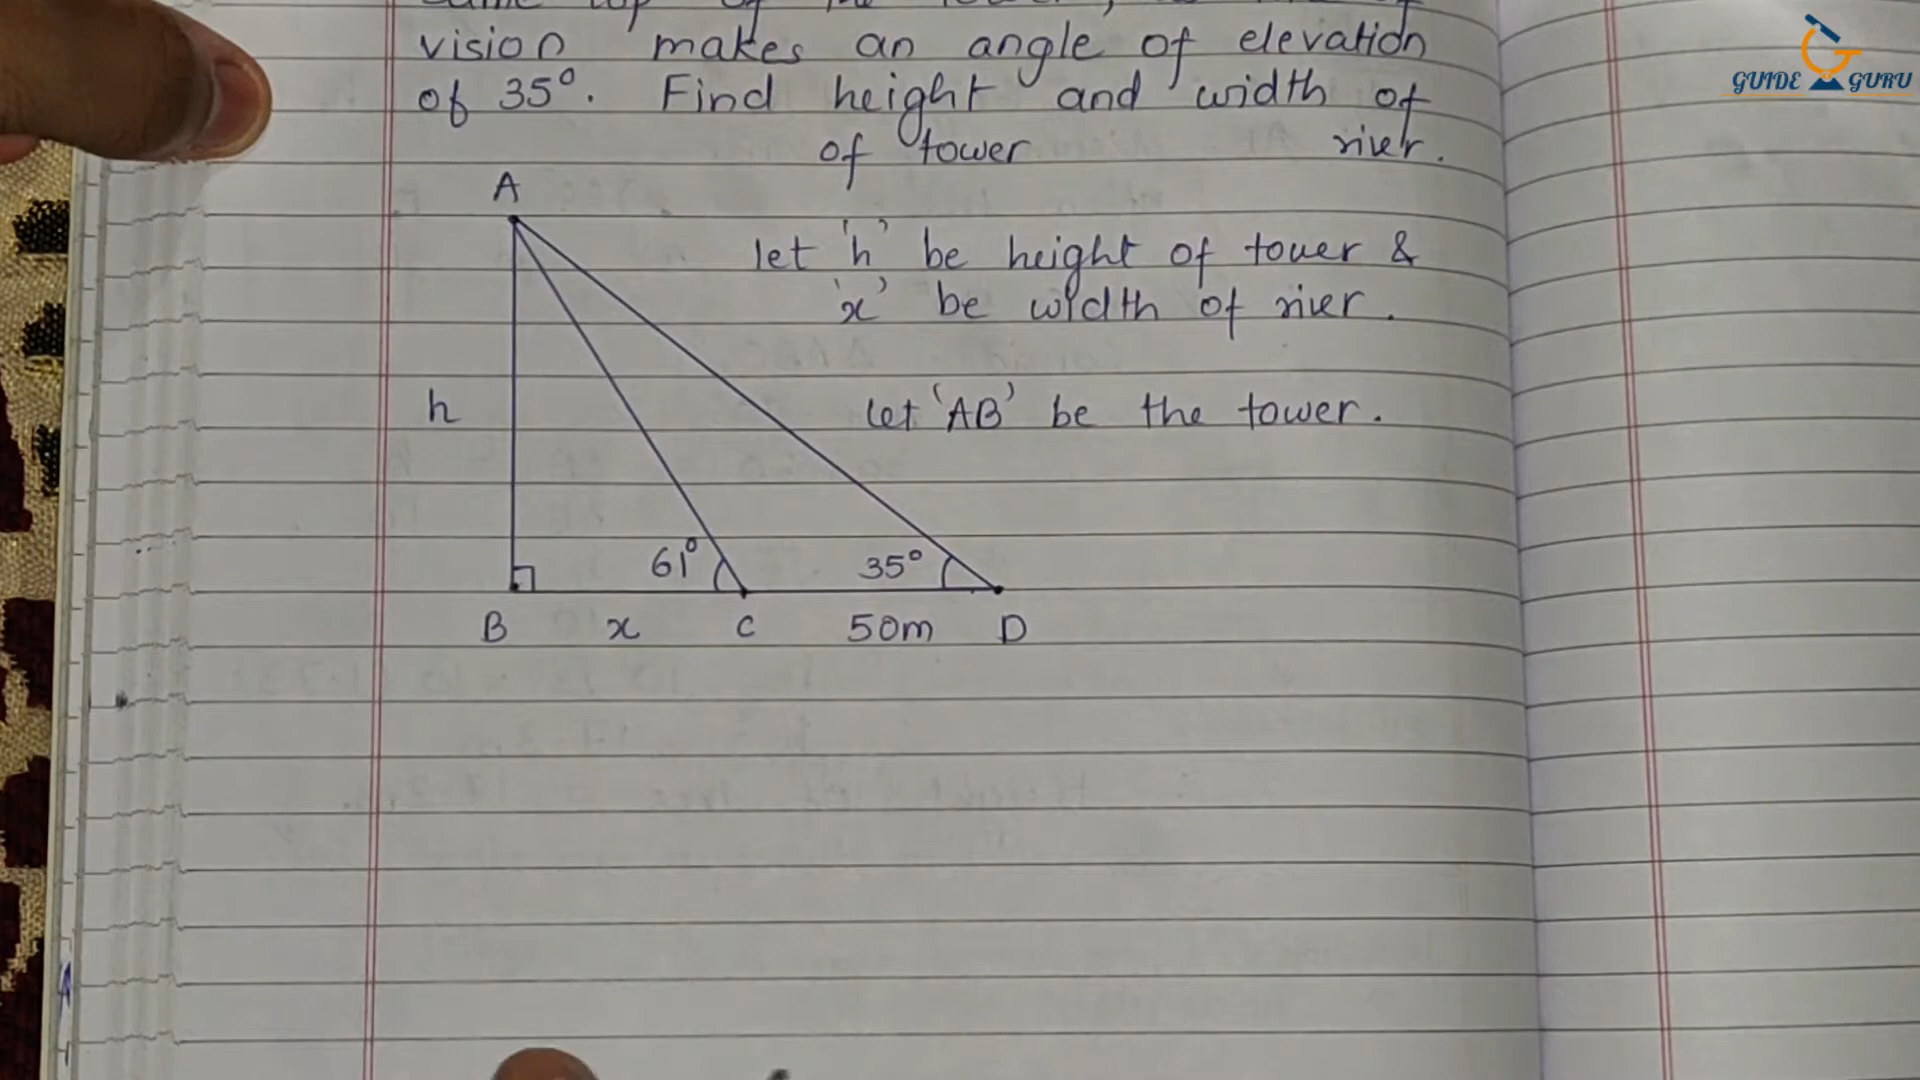 vision makes an angle of elevation
of 35°. Find height and width of
of tower river.
A
let 'h' be height of tower &
'x' be width of river.
h
let 'AB' be the tower.
61° 35°
B x C 50m D
GUIDE GURU